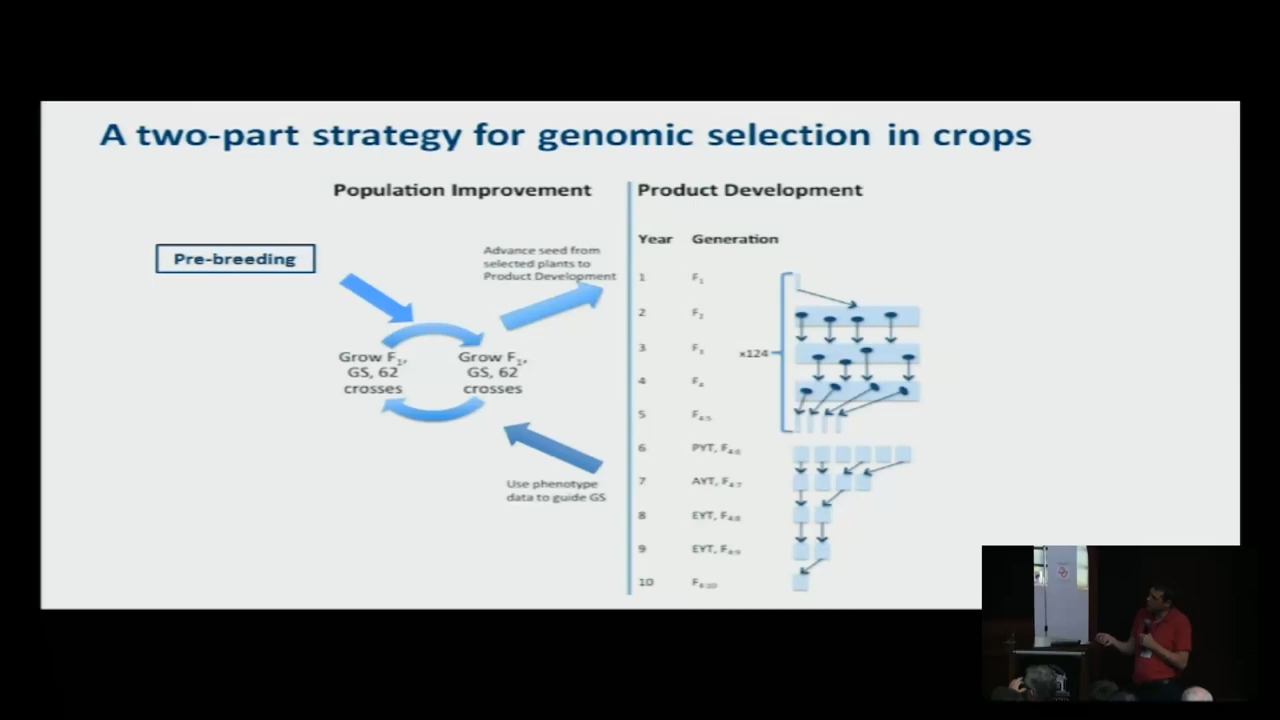 A two-part strategy for genomic selection in crops
Population Improvement
Product Development
Pre-breeding
Advance seed from
selected plants to
Product Development
Grow F1,
GS, 62
crosses
Grow F1,
GS, 62
crosses
Use phenotype
data to guide GS
Year Generation
1 F1
2 F2
3 F3
4 F4
5 F4:5
6 PYT, F4:6
7 AYT, F4:7
8 EYT, F4:8
9 EYT, F4:9
10 F4:10
x124